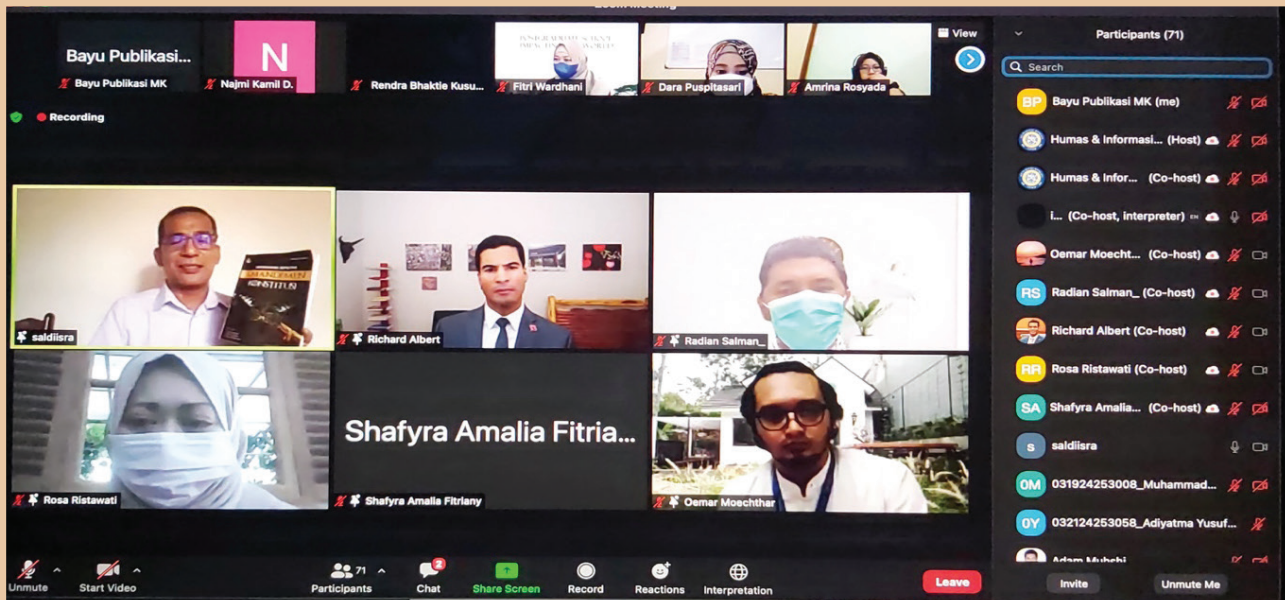 Zoom Meeting
Bayu Publikasi...
Bayu Publikasi MK
N
Najmi Kamil D.
Rendra Bhaktie Kusu...
Fitri Wardhani
Dara Puspitasari
Amrina Rosyada
View
Recording
saldiisra
KONSTITUSI
Richard Albert
Radian Salman_
Rosa Ristawati
Shafyra Amalia Fitria...
Shafyra Amalia Fitriany
Oemar Moechthar
Unmute
Start Video
71
Participants
2
Chat
Share Screen
Record
Reactions
Interpretation
Leave
Participants (71)
Search
BP Bayu Publikasi MK (me)
Humas & Informasi... (Host)
Humas & Infor... (Co-host)
i... (Co-host, interpreter) EN
Oemar Moecht... (Co-host)
RS Radian Salman_ (Co-host)
Richard Albert (Co-host)
RR Rosa Ristawati (Co-host)
SA Shafyra Amalia... (Co-host)
s saldiisra
0M 031924253008_Muhammad...
0Y 032124253058_Adiyatma Yusuf...
Adam Muhshi
Invite
Unmute Me